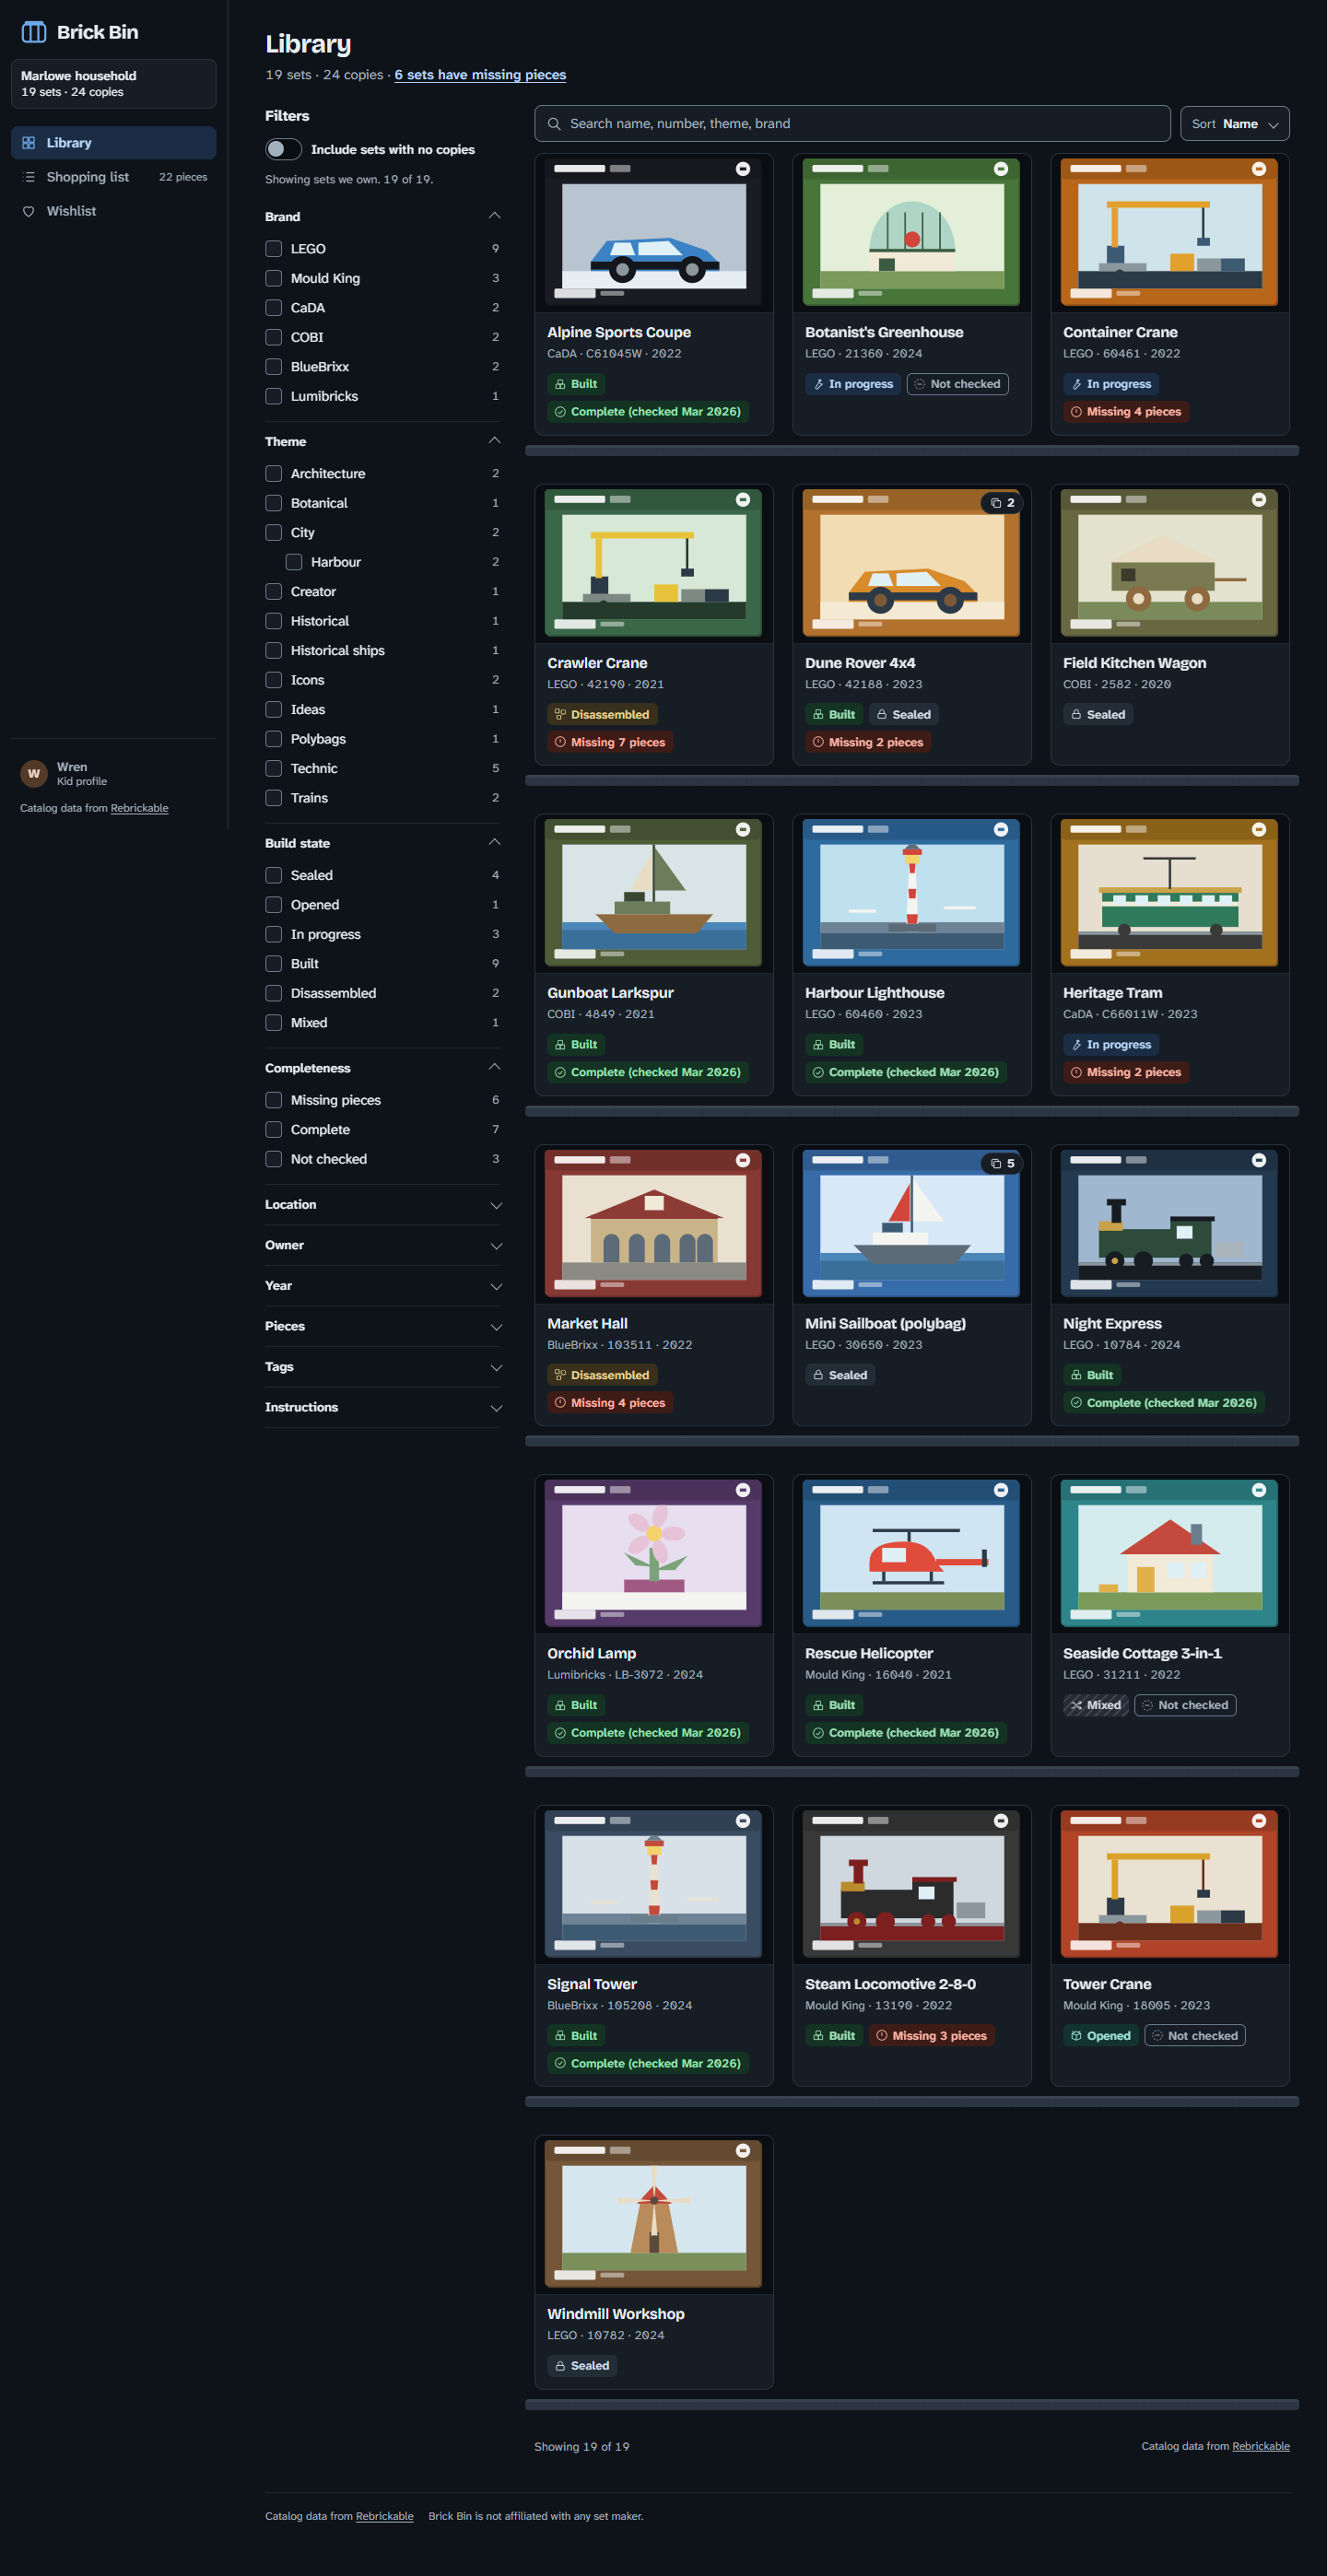 Brick Bin
Marlowe household
19 sets · 24 copies
Library
Shopping list 22 pieces
Wishlist
W
Wren
Kid profile
Catalog data from Rebrickable
Library
19 sets · 24 copies · 6 sets have missing pieces
Filters
Include sets with no copies
Showing sets we own. 19 of 19.
Brand
LEGO 9
Mould King 3
CaDA 2
COBI 2
BlueBrixx 2
Lumibricks 1
Theme
Architecture 2
Botanical 1
City 2
Harbour 2
Creator 1
Historical 1
Historical ships 1
Icons 2
Ideas 1
Polybags 1
Technic 5
Trains 2
Build state
Sealed 4
Opened 1
In progress 3
Built 9
Disassembled 2
Mixed 1
Completeness
Missing pieces 6
Complete 7
Not checked 3
Location
Owner
Year
Pieces
Tags
Instructions
Search name, number, theme, brand
Sort Name
Alpine Sports Coupe
CaDA · C61045W · 2022
Built
Complete (checked Mar 2026)
Botanist's Greenhouse
LEGO · 21360 · 2024
In progress Not checked
Container Crane
LEGO · 60461 · 2022
In progress
Missing 4 pieces
Crawler Crane
LEGO · 42190 · 2021
Disassembled
Missing 7 pieces
2
Dune Rover 4x4
LEGO · 42188 · 2023
Built Sealed
Missing 2 pieces
Field Kitchen Wagon
COBI · 2582 · 2020
Sealed
Gunboat Larkspur
COBI · 4849 · 2021
Built
Complete (checked Mar 2026)
Harbour Lighthouse
LEGO · 60460 · 2023
Built
Complete (checked Mar 2026)
Heritage Tram
CaDA · C66011W · 2023
In progress
Missing 2 pieces
Market Hall
BlueBrixx · 103511 · 2022
Disassembled
Missing 4 pieces
5
Mini Sailboat (polybag)
LEGO · 30650 · 2023
Sealed
Night Express
LEGO · 10784 · 2024
Built
Complete (checked Mar 2026)
Orchid Lamp
Lumibricks · LB-3072 · 2024
Built
Complete (checked Mar 2026)
Rescue Helicopter
Mould King · 16040 · 2021
Built
Complete (checked Mar 2026)
Seaside Cottage 3-in-1
LEGO · 31211 · 2022
Mixed Not checked
Signal Tower
BlueBrixx · 105208 · 2024
Built
Complete (checked Mar 2026)
Steam Locomotive 2-8-0
Mould King · 13190 · 2022
Built Missing 3 pieces
Tower Crane
Mould King · 18005 · 2023
Opened Not checked
Windmill Workshop
LEGO · 10782 · 2024
Sealed
Showing 19 of 19
Catalog data from Rebrickable
Catalog data from Rebrickable Brick Bin is not affiliated with any set maker.